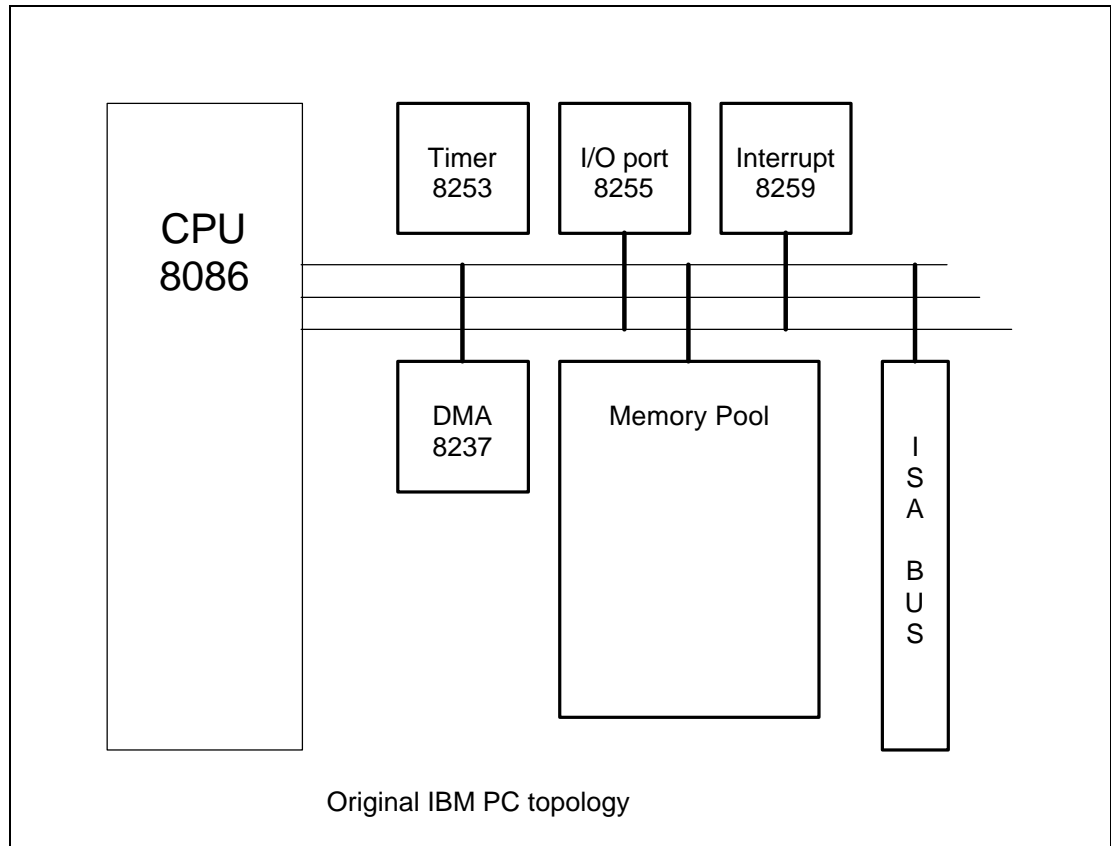 CPU
8086
Timer
8253
I/O port
8255
Interrupt
8259
DMA
8237
Memory Pool
I
S
A
B
U
S
Original IBM PC topology